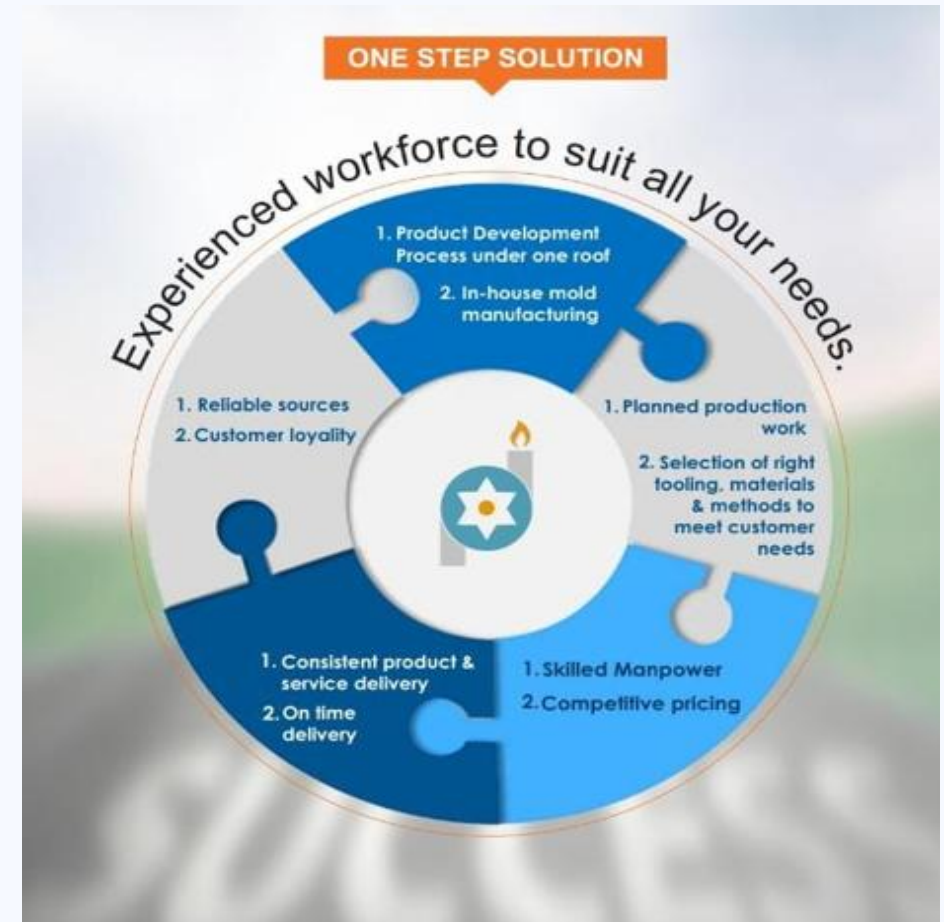 ONE STEP SOLUTION
Experienced workforce to suit all your needs.
1. Product Development
Process under one roof
2. In-house mold
manufacturing
1. Planned production
work
2. Selection of right
tooling, materials
& methods to
meet customer
needs
1. Skilled Manpower
2. Competitive pricing
1. Consistent product &
service delivery
2. On time
delivery
1. Reliable sources
2. Customer loyality
SUCCESS